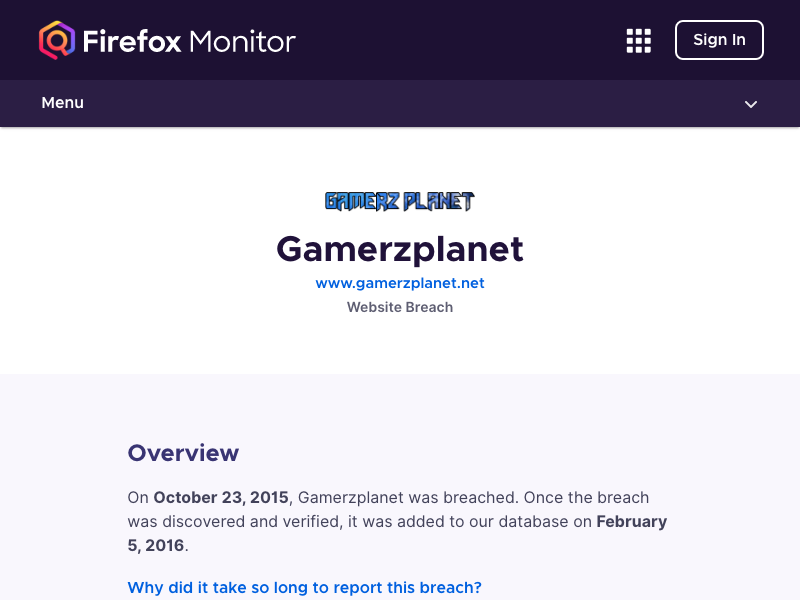 Firefox Monitor
Sign In
Menu
GAMERZ PLANET
Gamerzplanet
www.gamerzplanet.net
Website Breach
Overview
On October 23, 2015, Gamerzplanet was breached. Once the breach
was discovered and verified, it was added to our database on February
5, 2016.
Why did it take so long to report this breach?